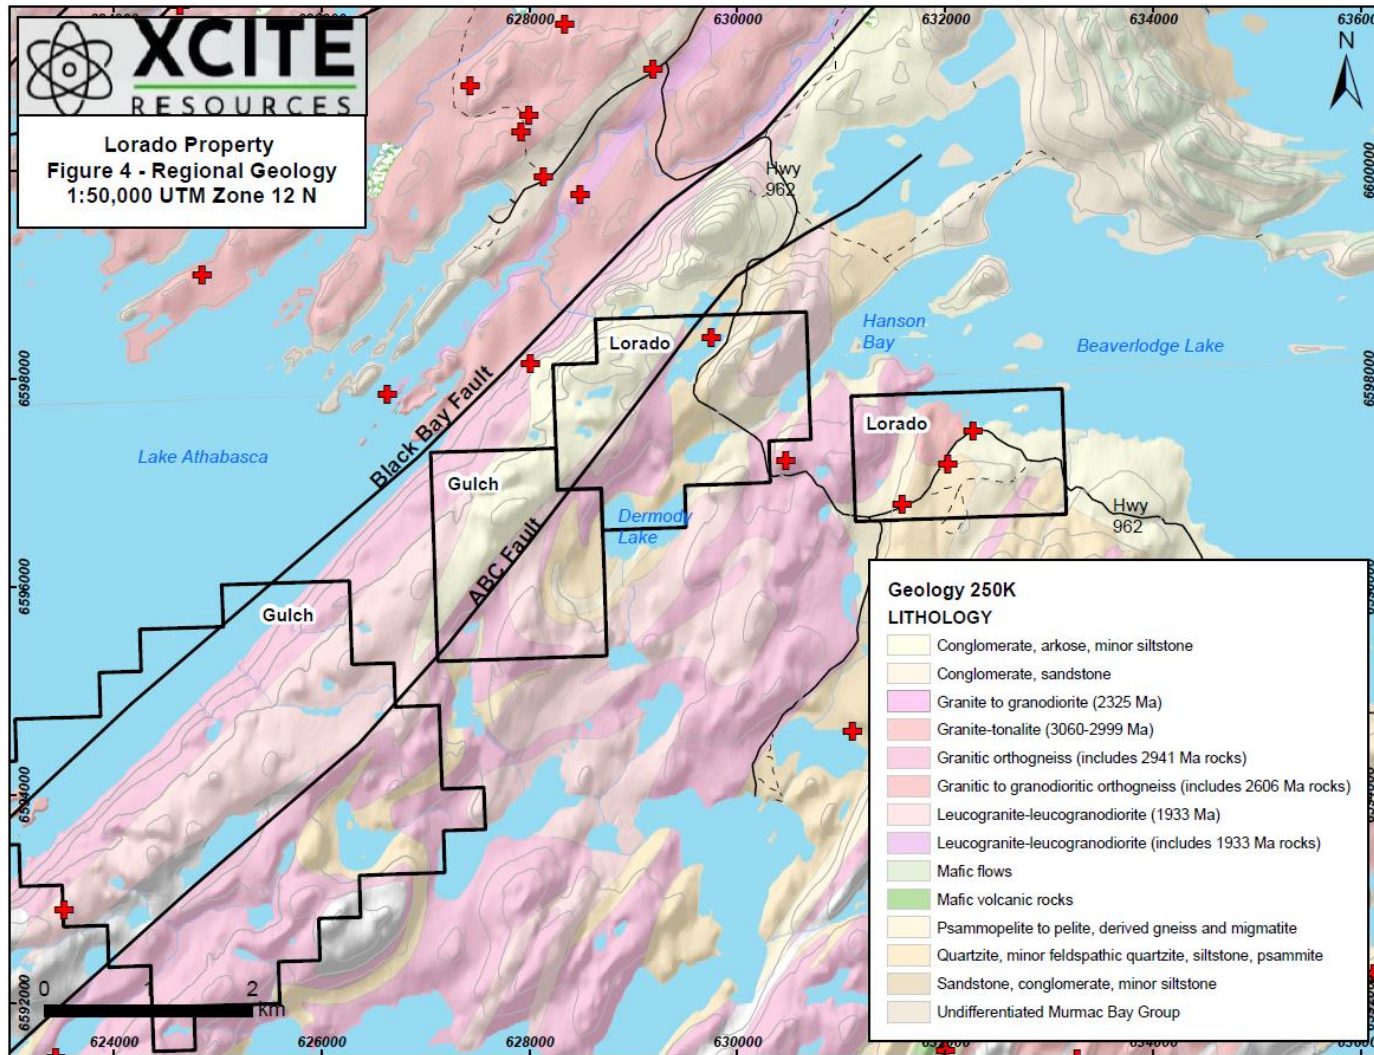 628000
630000
632000
634000
XCITE
RESOURCES
N
Lorado Property
Figure 4 - Regional Geology
1:50,000 UTM Zone 12 N
6600000
6600000
Hwy
962
Hanson
Bay
Beaverlodge Lake
Lorado
6598000
6598000
Black Bay Fault
Lorado
Lake Athabasca
Gulch
Dermody
Lake
Hwy
962
ABC Fault
6596000
Gulch
Geology 250K
LITHOLOGY
Conglomerate, arkose, minor siltstone
Conglomerate, sandstone
Granite to granodiorite (2325 Ma)
Granite-tonalite (3060-2999 Ma)
Granitic orthogneiss (includes 2941 Ma rocks)
Granitic to granodioritic orthogneiss (includes 2606 Ma rocks)
Leucogranite-leucogranodiorite (1933 Ma)
Leucogranite-leucogranodiorite (includes 1933 Ma rocks)
Mafic flows
Mafic volcanic rocks
Psammopelite to pelite, derived gneiss and migmatite
Quartzite, minor feldspathic quartzite, siltstone, psammite
Sandstone, conglomerate, minor siltstone
Undifferentiated Murmac Bay Group
6594000
6592000
0 2
km
624000
626000
628000
630000